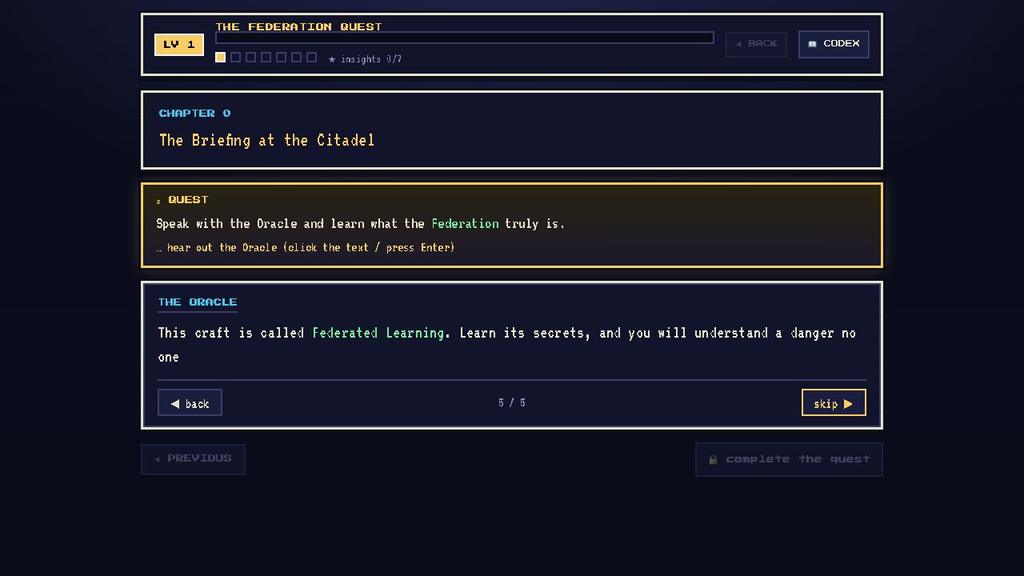 LV 1
THE FEDERATION QUEST
★ insights 0/7
◄ BACK
CODEX
CHAPTER 0
The Briefing at the Citadel
QUEST
Speak with the Oracle and learn what the Federation truly is.
… hear out the Oracle (click the text / press Enter)
THE ORACLE
This craft is called Federated Learning. Learn its secrets, and you will understand a danger no
one
◀ back
5 / 5
skip ▶
◄ PREVIOUS
complete the quest